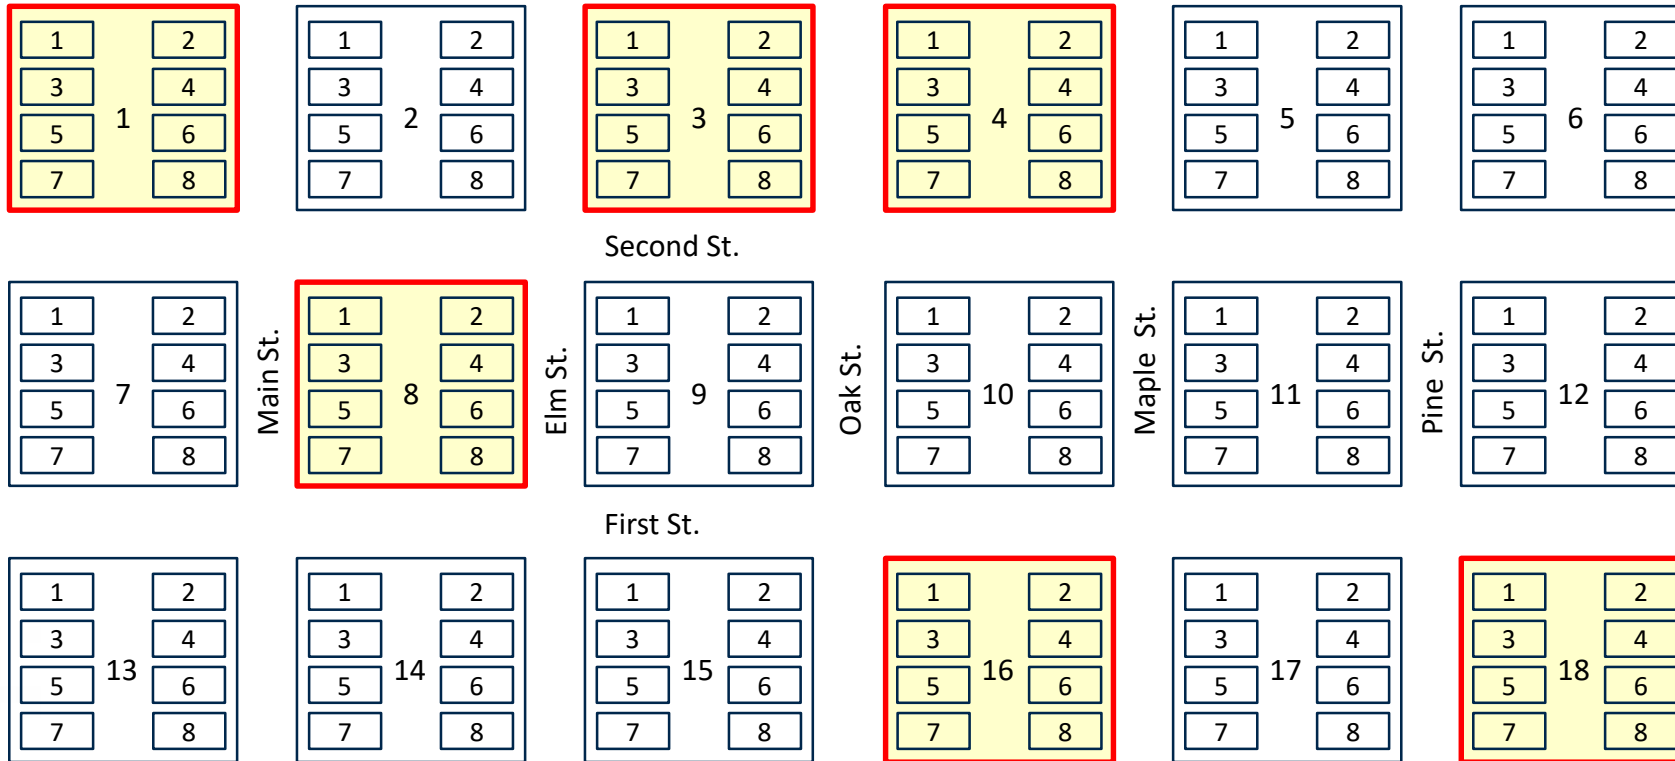 1 2 1 2 1 2 1 2 1 2 1 2
3 4 3 4 3 4 3 4 3 4 3 4
1 2 3 4 5 6
5 6 5 6 5 6 5 6 5 6 5 6
7 8 7 8 7 8 7 8 7 8 7 8
Second St.
1 2 1 2 1 2 1 2 1 2 1 2
3 4 3 4 3 4 3 4 3 4 3 4
7 8 9 10 11 12
5 6 5 6 5 6 5 6 5 6 5 6
7 8 7 8 7 8 7 8 7 8 7 8
Main St.
Elm St.
Oak St.
Maple St.
Pine St.
First St.
1 2 1 2 1 2 1 2 1 2 1 2
3 4 3 4 3 4 3 4 3 4 3 4
13 14 15 16 17 18
5 6 5 6 5 6 5 6 5 6 5 6
7 8 7 8 7 8 7 8 7 8 7 8